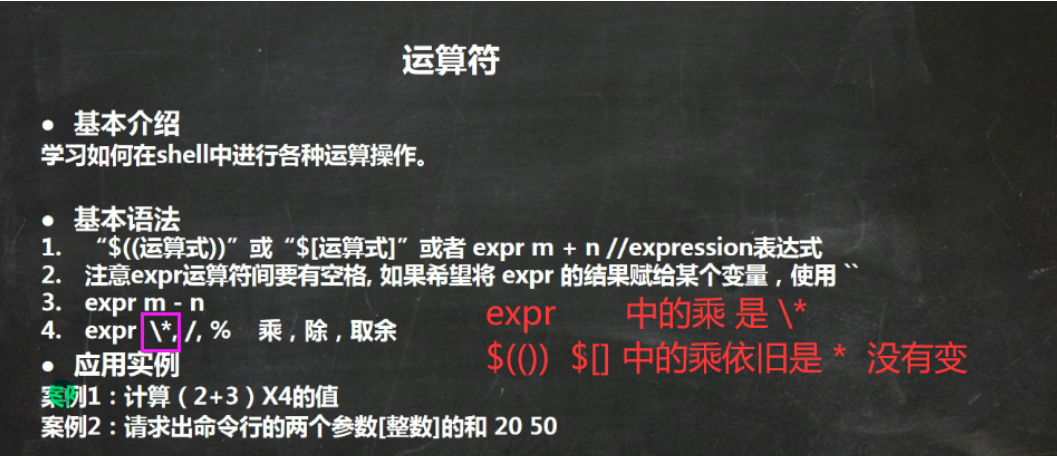 运算符
● 基本介绍
学习如何在shell中进行各种运算操作。
● 基本语法
1. “$((运算式))”或“$[运算式]”或者 expr m + n //expression表达式
2. 注意expr运算符间要有空格, 如果希望将 expr 的结果赋给某个变量，使用 ``
3. expr m - n
4. expr \*, /, % 乘，除，取余
expr 中的乘 是 \*
$(()) $[] 中的乘依旧是 * 没有变
● 应用实例
案例1：计算（2+3）X4的值
案例2：请求出命令行的两个参数[整数]的和 20 50